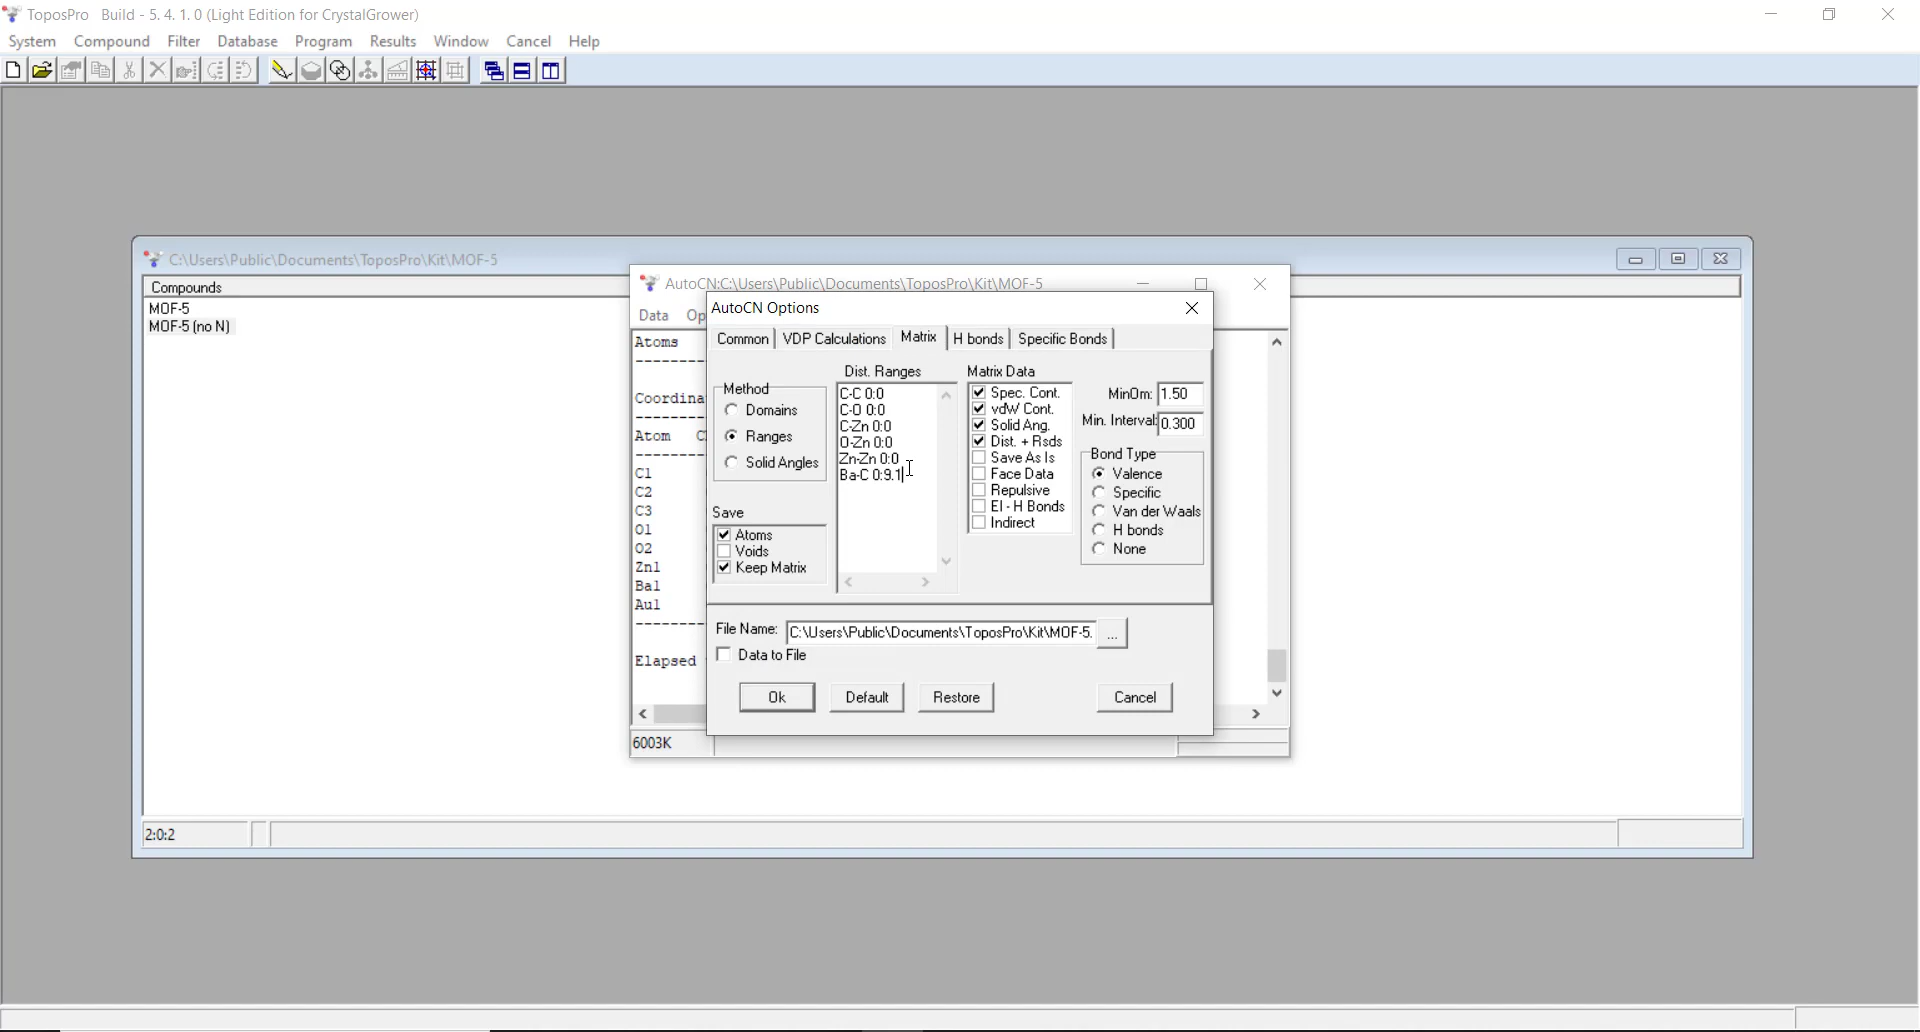 ToposPro Build - 5. 4. 1. 0 (Light Edition for CrystalGrower)
System Compound Filter Database Program Results Window Cancel Help
C:\Users\Public\Documents\ToposPro\Kit\MOF-5
Compounds
MOF-5
MOF-5 (no N)
2:0:2
AutoCN:C:\Users\Public\Documents\ToposPro\Kit\MOF-5
Data
Atoms
Atom
C1
C2
C3
O1
O2
Zn1
Ba1
Au1
Elapsed
6003K
AutoCN Options
Common VDP Calculations Matrix H bonds Specific Bonds
Method
Domains
Ranges
Solid Angles
Save
Atoms
Voids
Keep Matrix
Dist. Ranges
C-C 0:0
C-O 0:0
C-Zn 0:0
O-Zn 0:0
Zn-Zn 0:0
Ba-C 0:9.1
Matrix Data
Spec. Cont.
vdW Cont.
Solid Ang.
Dist. + Rsds
Save As Is
Face Data
Repulsive
El - H Bonds
Indirect
MinOm: 1.50
Min. Interval: 0.300
Bond Type
Valence
Specific
Van der Waals
H bonds
None
File Name: C:\Users\Public\Documents\ToposPro\Kit\MOF-5. ...
Data to File
Ok Default Restore Cancel